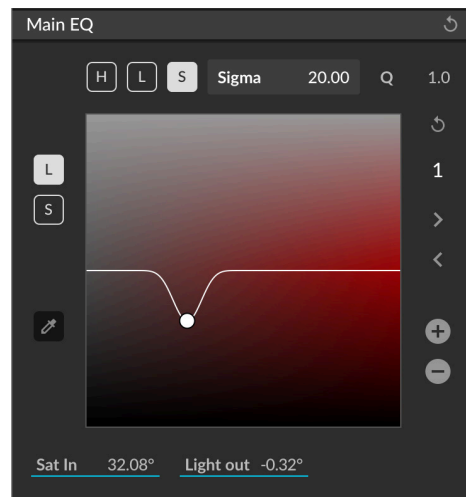 Main EQ
H L S Sigma 20.00 Q 1.0
L
1
S
Sat In 32.08° Light out -0.32°